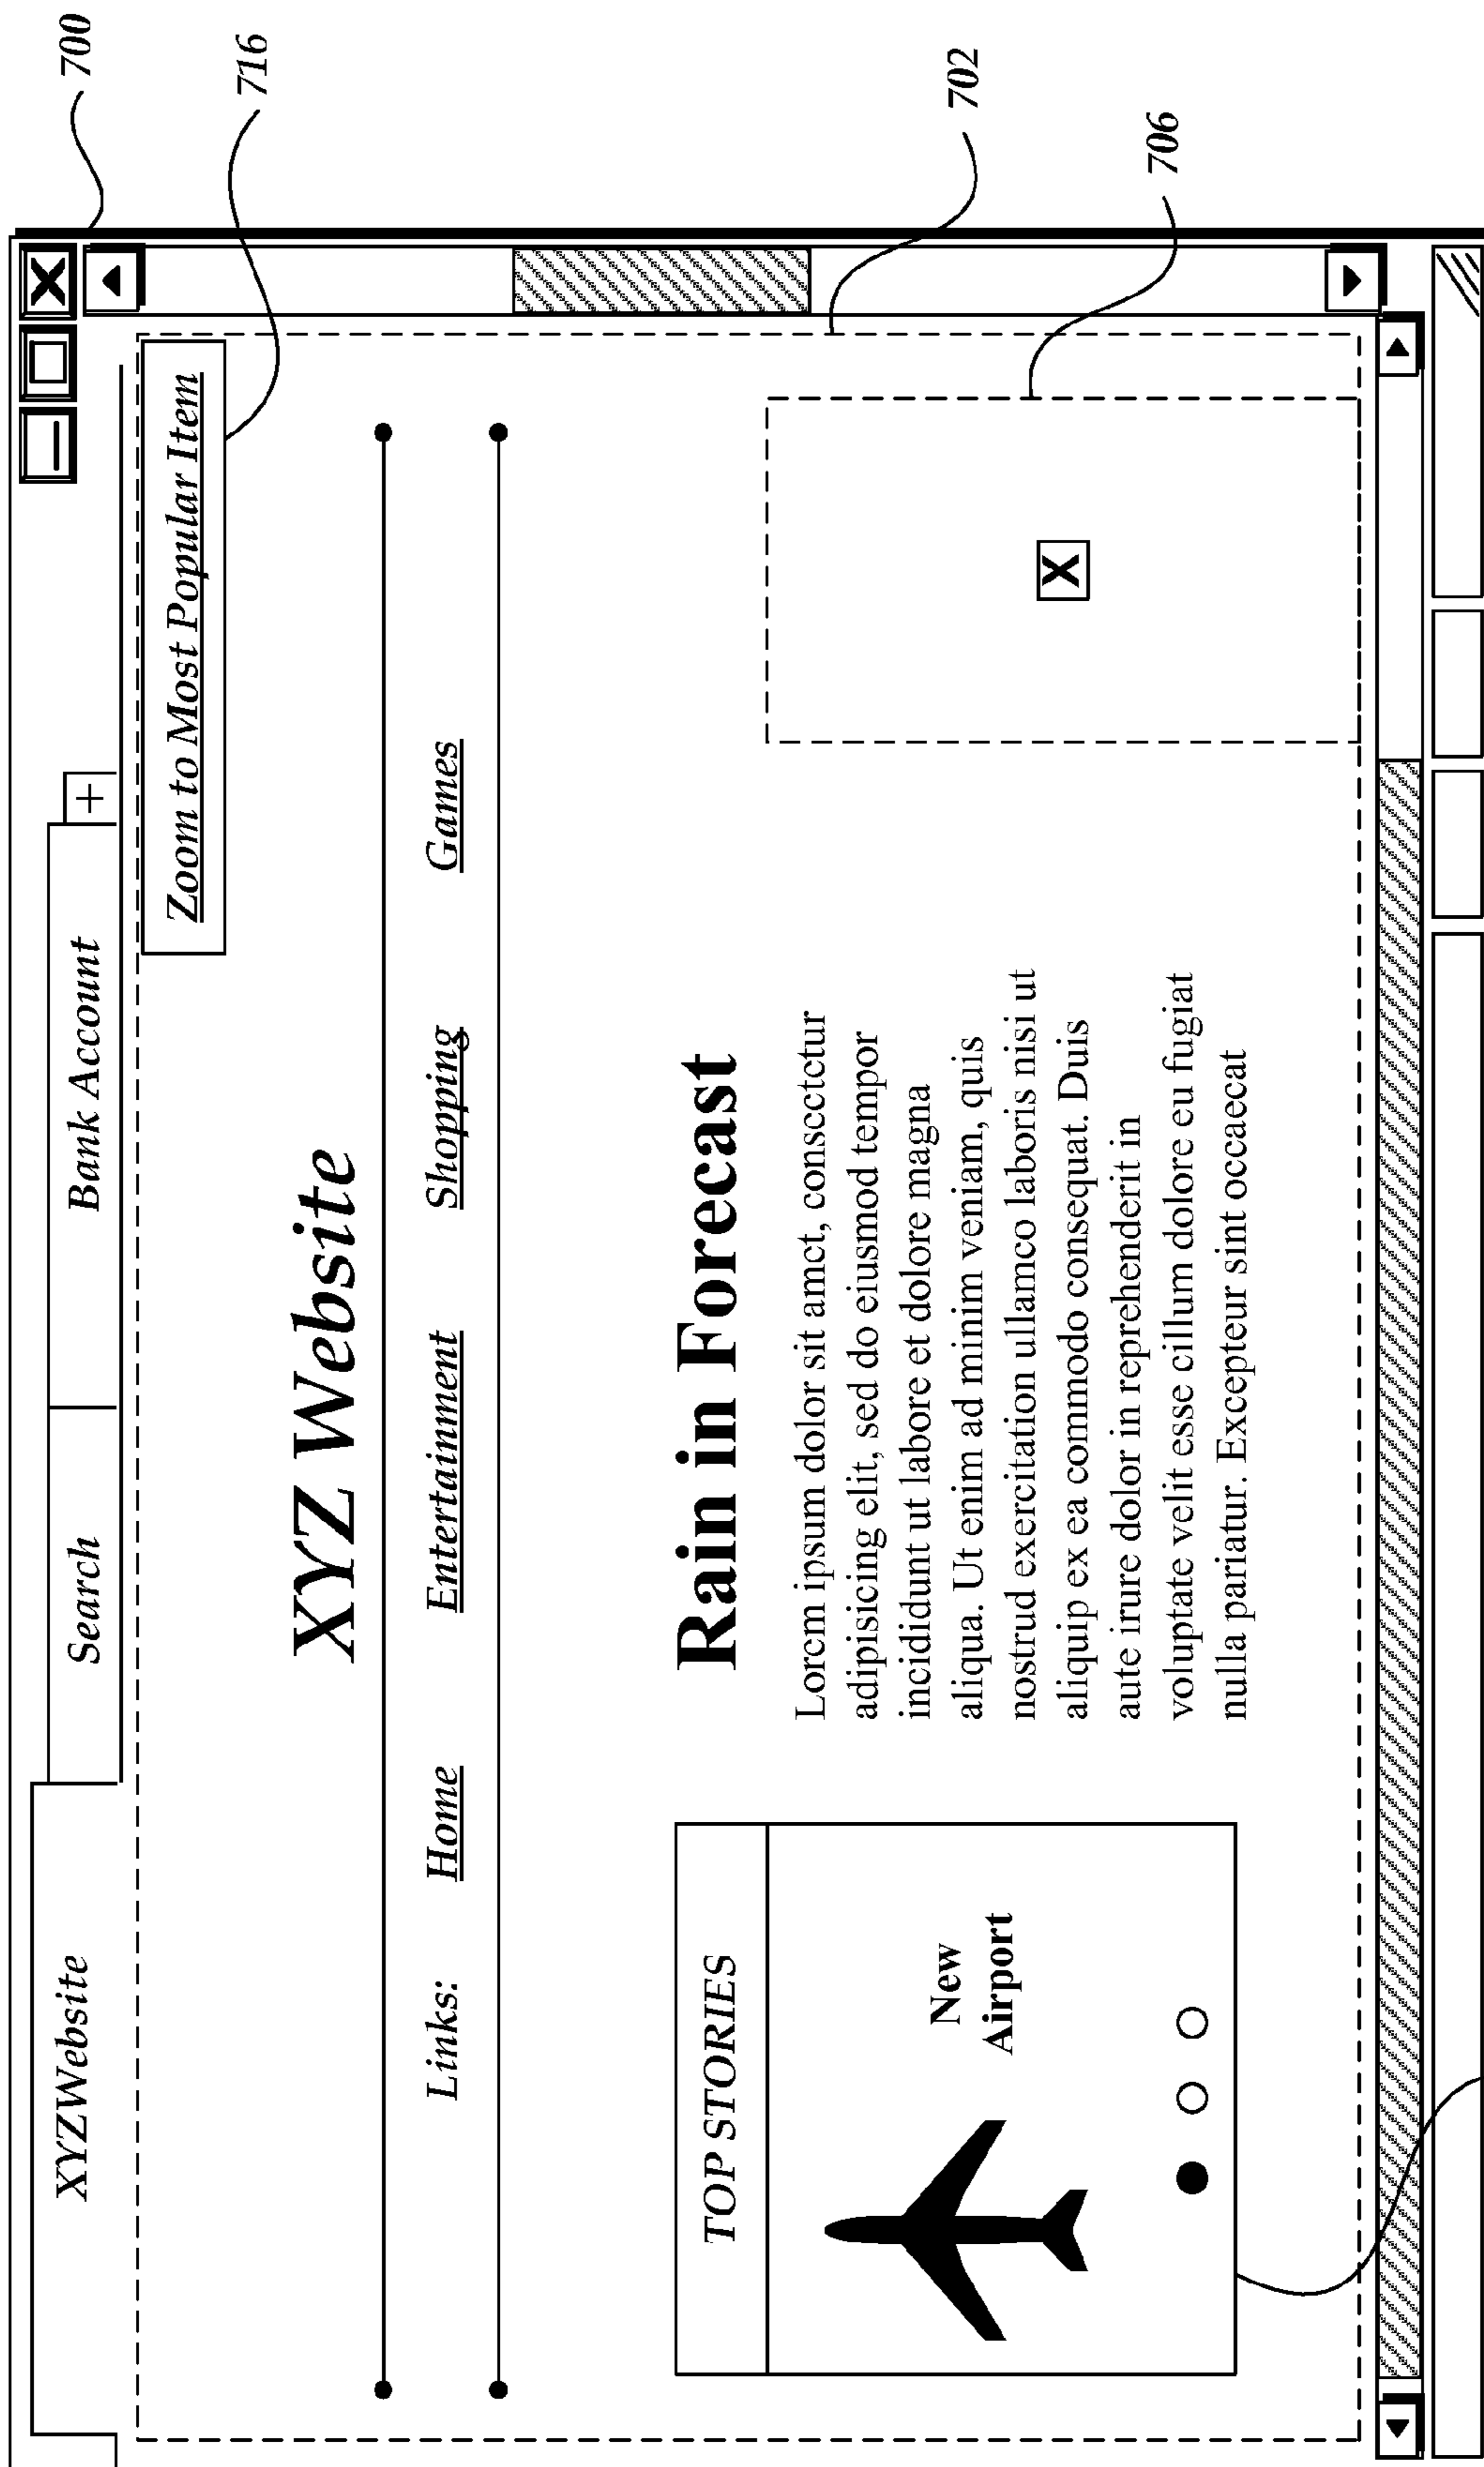 700
716
702
706
XYZWebsite
Search
Bank Account
+
X
Zoom to Most Popular Item
XYZ Website
Links: Home Entertainment Shopping Games
TOP STORIES
New
Airport
Rain in Forecast
Lorem ipsum dolor sit amet, consectetur
adipisicing elit, sed do eiusmod tempor
incididunt ut labore et dolore magna
aliqua. Ut enim ad minim veniam, quis
nostrud exercitation ullamco laboris nisi ut
aliquip ex ea commodo consequat. Duis
aute irure dolor in reprehenderit in
voluptate velit esse cillum dolore eu fugiat
nulla pariatur. Excepteur sint occaecat
X